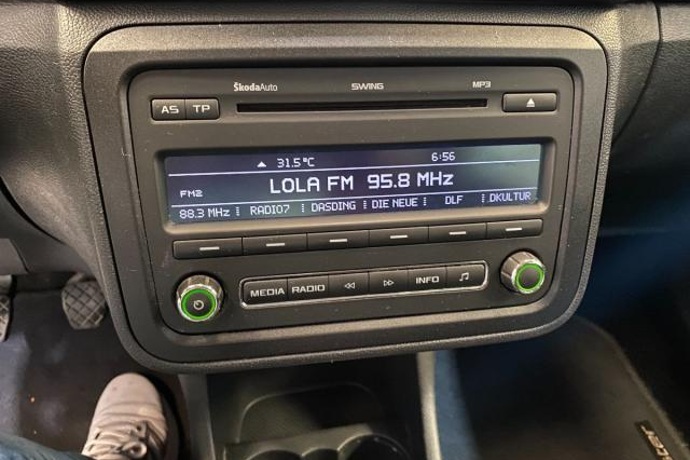 ŠkodaAuto SWING MP3
AS TP
31.5°C 6:56
FM2 LOLA FM 95.8 MHz
88.3 MHz RADIO7 DASDING DIE NEUE DLF DKULTUR
MEDIA RADIO INFO